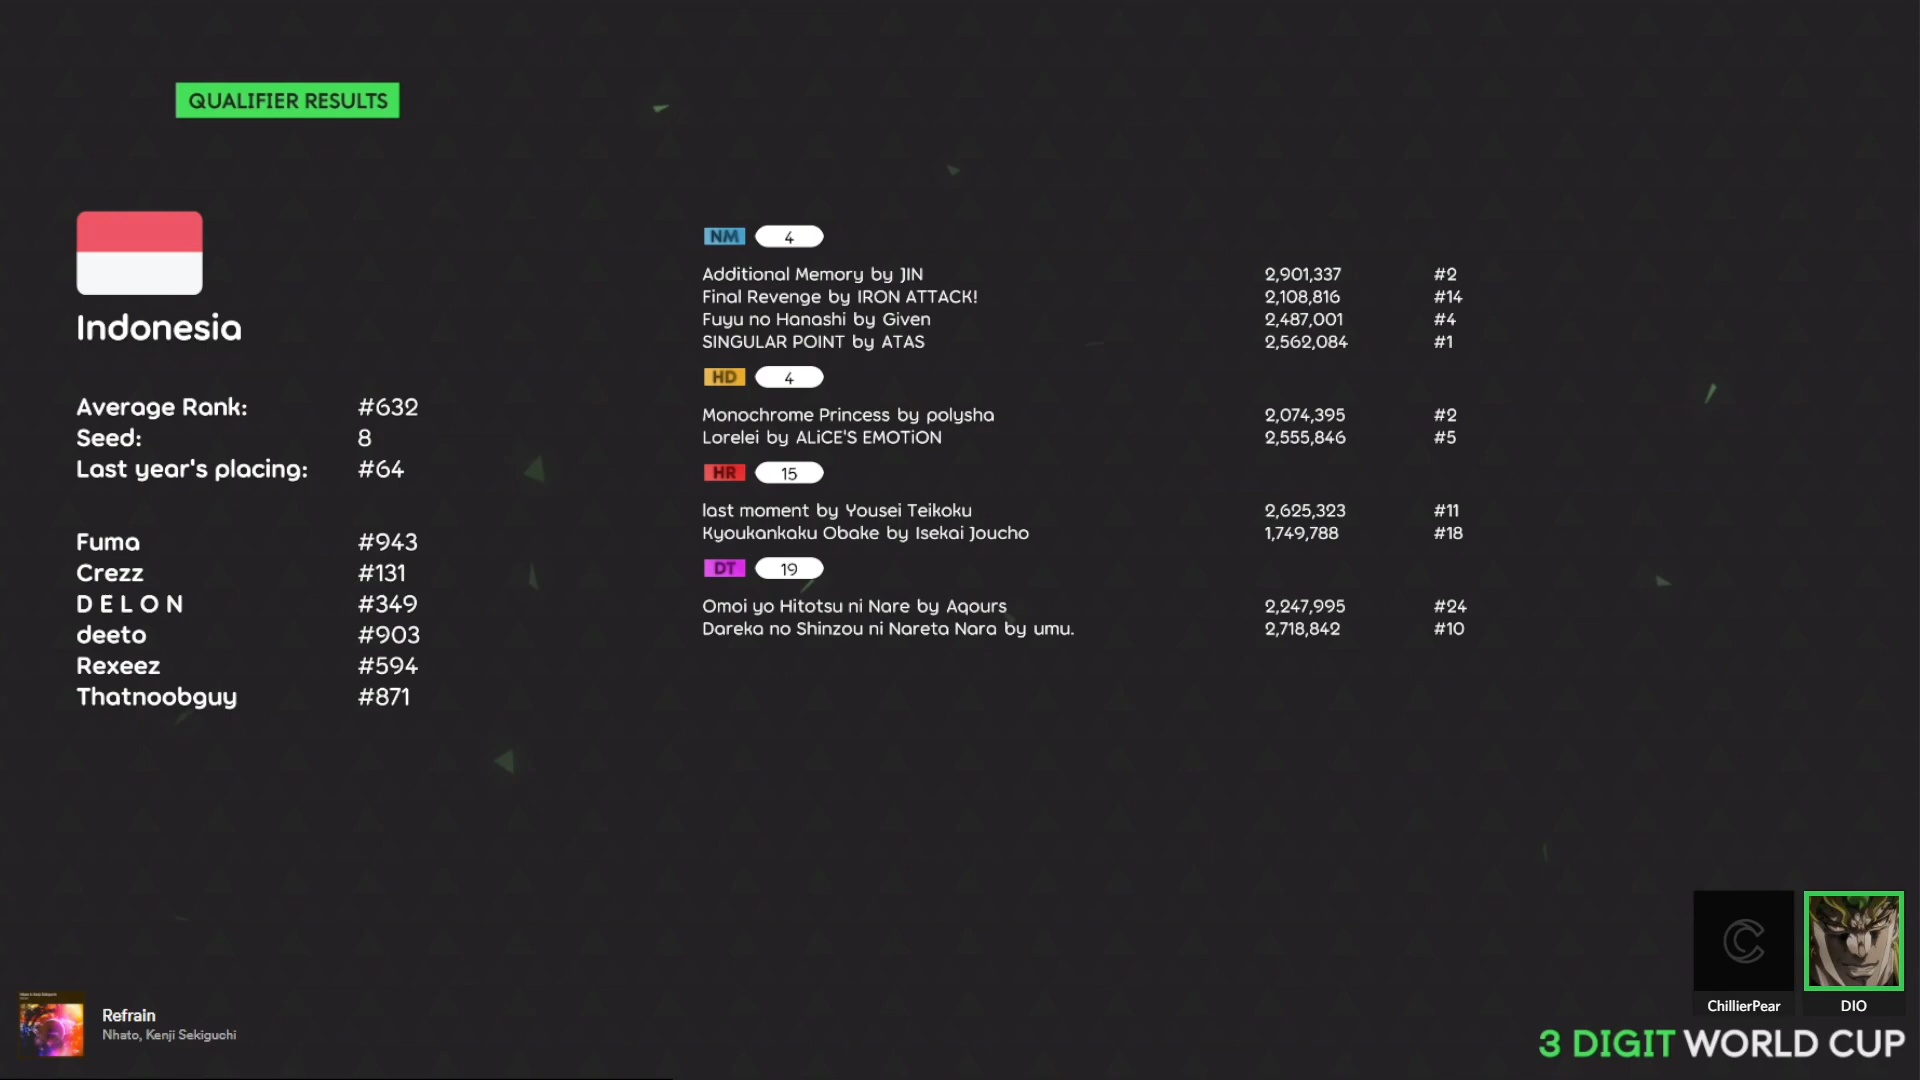 QUALIFIER RESULTS
Indonesia
Average Rank: #632
Seed: 8
Last year's placing: #64
Fuma #943
Crezz #131
D E L O N #349
deeto #903
Rexeez #594
Thatnoobguy #871
NM 4
Additional Memory by JIN 2,901,337 #2
Final Revenge by IRON ATTACK! 2,108,816 #14
Fuyu no Hanashi by Given 2,487,001 #4
SINGULAR POINT by ATAS 2,562,084 #1
HD 4
Monochrome Princess by polysha 2,074,395 #2
Lorelei by ALiCE'S EMOTiON 2,555,846 #5
HR 15
last moment by Yousei Teikoku 2,625,323 #11
Kyoukankaku Obake by Isekai Joucho 1,749,788 #18
DT 19
Omoi yo Hitotsu ni Nare by Aqours 2,247,995 #24
Dareka no Shinzou ni Nareta Nara by umu. 2,718,842 #10
Refrain
Nhato, Kenji Sekiguchi
ChillierPear DIO
3 DIGIT WORLD CUP